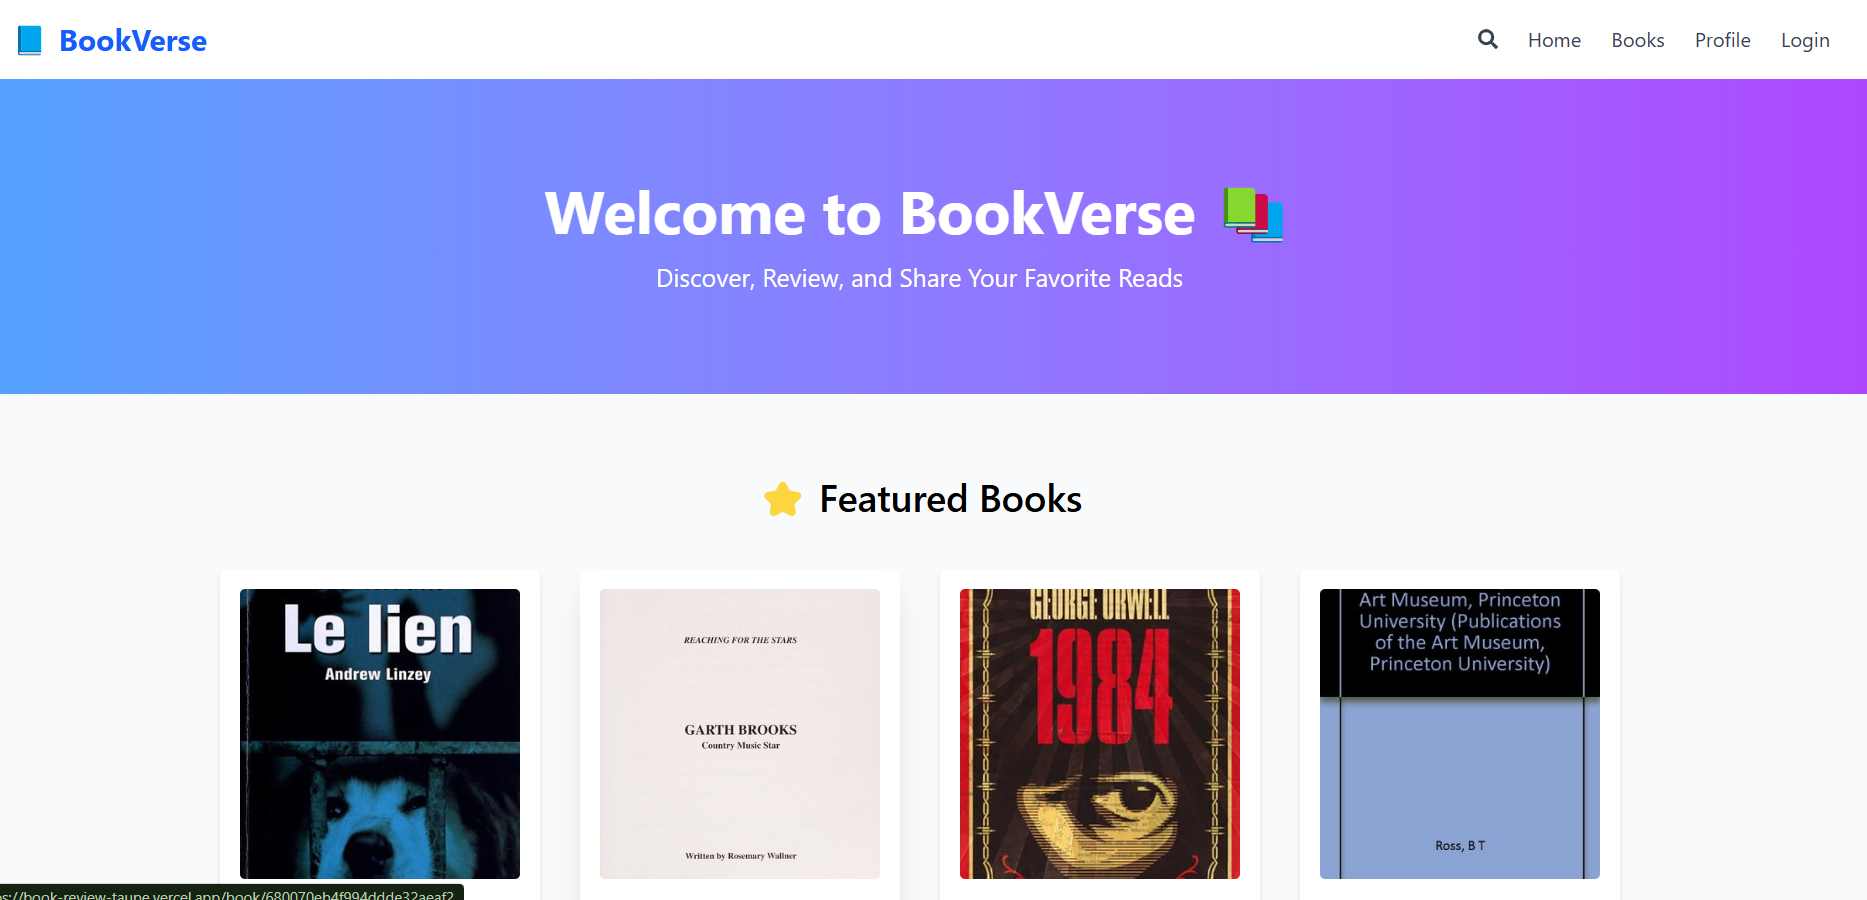 BookVerse
Home Books Profile Login
Welcome to BookVerse
Discover, Review, and Share Your Favorite Reads
Featured Books
Le lien
Andrew Linzey
REACHING FOR THE STARS
GARTH BROOKS
Country Music Star
Written by Rosemary Wallner
GEORGE ORWELL
1984
Art Museum, Princeton
University (Publications
of the Art Museum,
Princeton University)
Ross, B T
s://book-review-taupe.vercel.app/book/680070eb4f994ddde32aeaf2